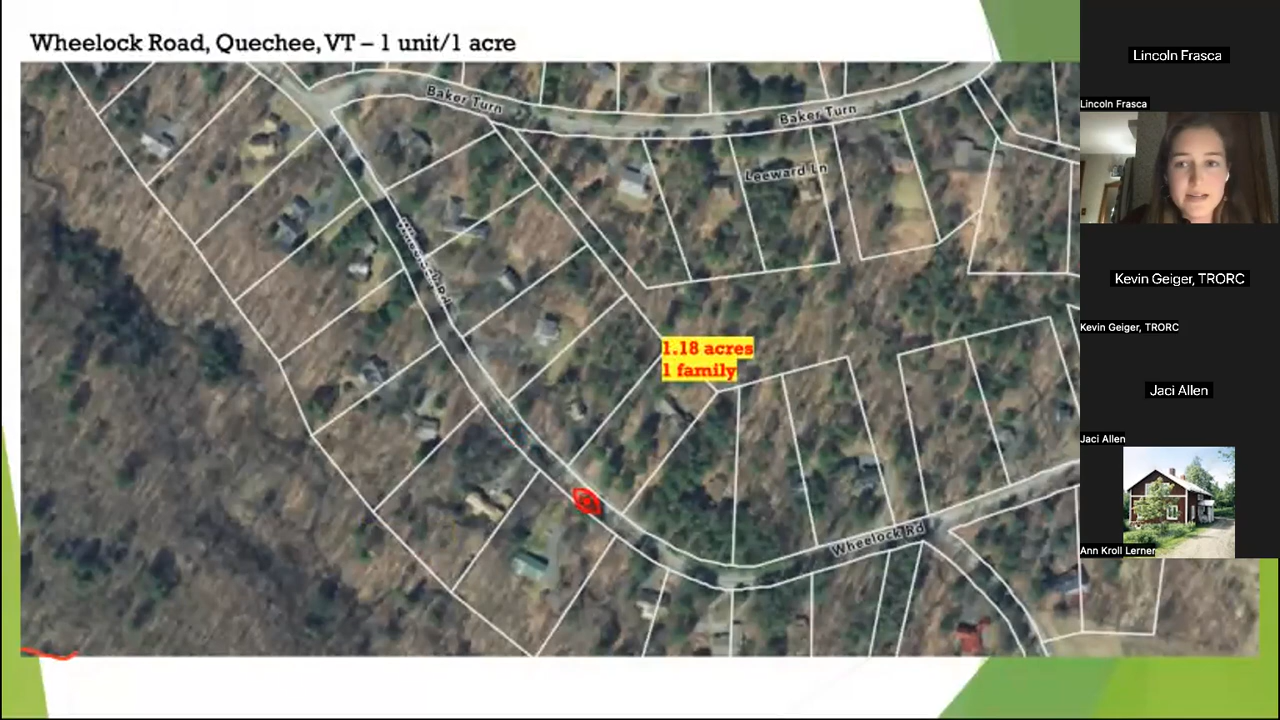 Wheelock Road, Quechee, VT – 1 unit/1 acre
Baker Turn
Baker Turn
Leeward Ln
Wheelock Rd
1.18 acres
1 family
Wheelock Rd
Lincoln Frasca
Lincoln Frasca
Kevin Geiger, TRORC
Kevin Geiger, TRORC
Jaci Allen
Jaci Allen
Ann Kroll Lerner